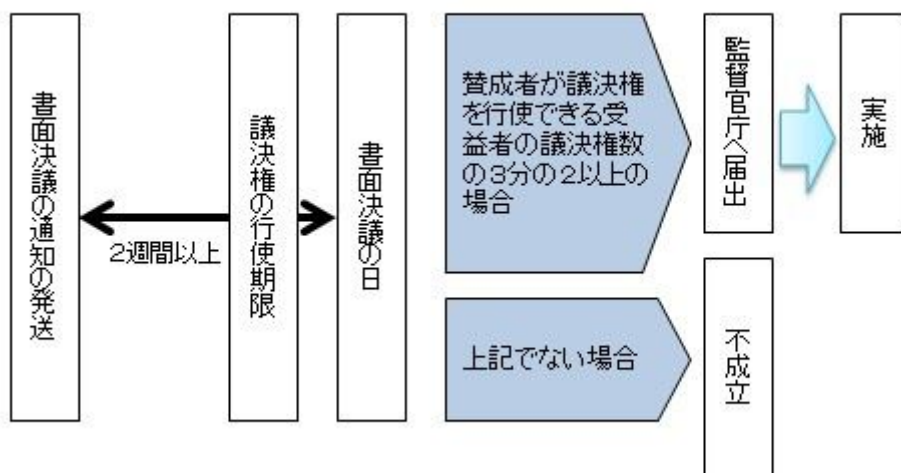 書面決議の通知の発送
2週間以上
議決権の行使期限
書面決議の日
賛成者が議決権
を行使できる受
益者の議決権数
の3分の2以上の
場合
監督官庁へ届出
実施
上記でない場合
不成立